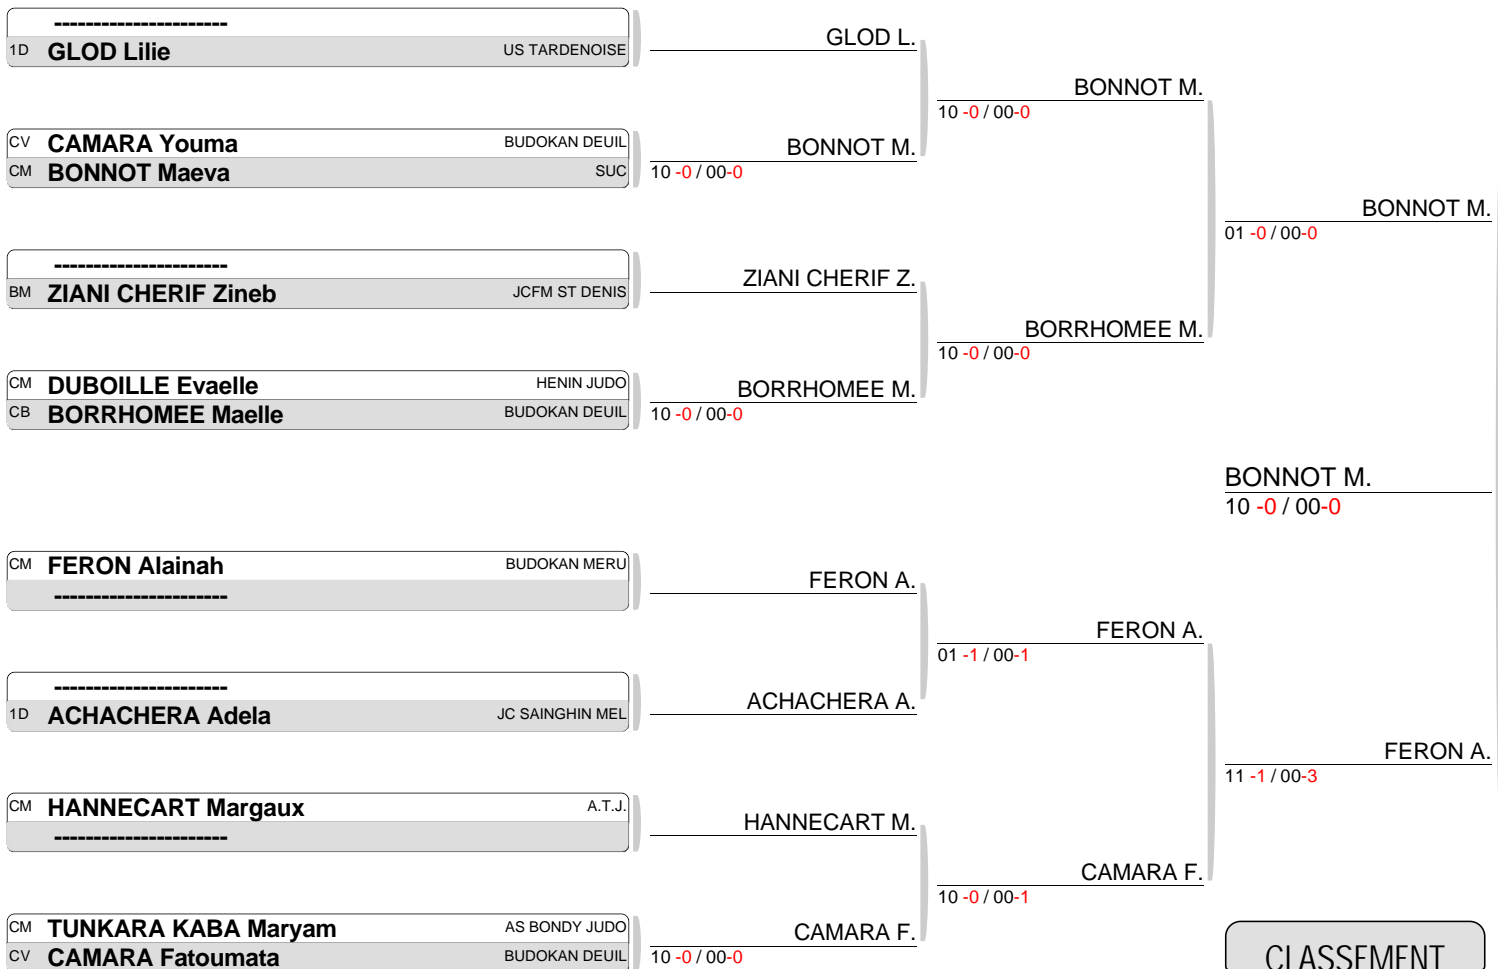 ----------------------
1D GLOD Lilie US TARDENOISE
GLOD L.
BONNOT M.
10 -0 / 00-0
CV CAMARA Youma BUDOKAN DEUIL
CM BONNOT Maeva SUC
BONNOT M.
10 -0 / 00-0
BONNOT M.
01 -0 / 00-0
----------------------
BM ZIANI CHERIF Zineb JCFM ST DENIS
ZIANI CHERIF Z.
BORRHOMEE M.
10 -0 / 00-0
CM DUBOILLE Evaelle HENIN JUDO
CB BORRHOMEE Maelle BUDOKAN DEUIL
BORRHOMEE M.
10 -0 / 00-0
BONNOT M.
10 -0 / 00-0
CM FERON Alainah BUDOKAN MERU
----------------------
FERON A.
FERON A.
01 -1 / 00-1
----------------------
1D ACHACHERA Adela JC SAINGHIN MEL
ACHACHERA A.
FERON A.
11 -1 / 00-3
CM HANNECART Margaux A.T.J.
----------------------
HANNECART M.
CAMARA F.
10 -0 / 00-1
CM TUNKARA KABA Maryam AS BONDY JUDO
CV CAMARA Fatoumata BUDOKAN DEUIL
CAMARA F.
10 -0 / 00-0
CLASSEMENT